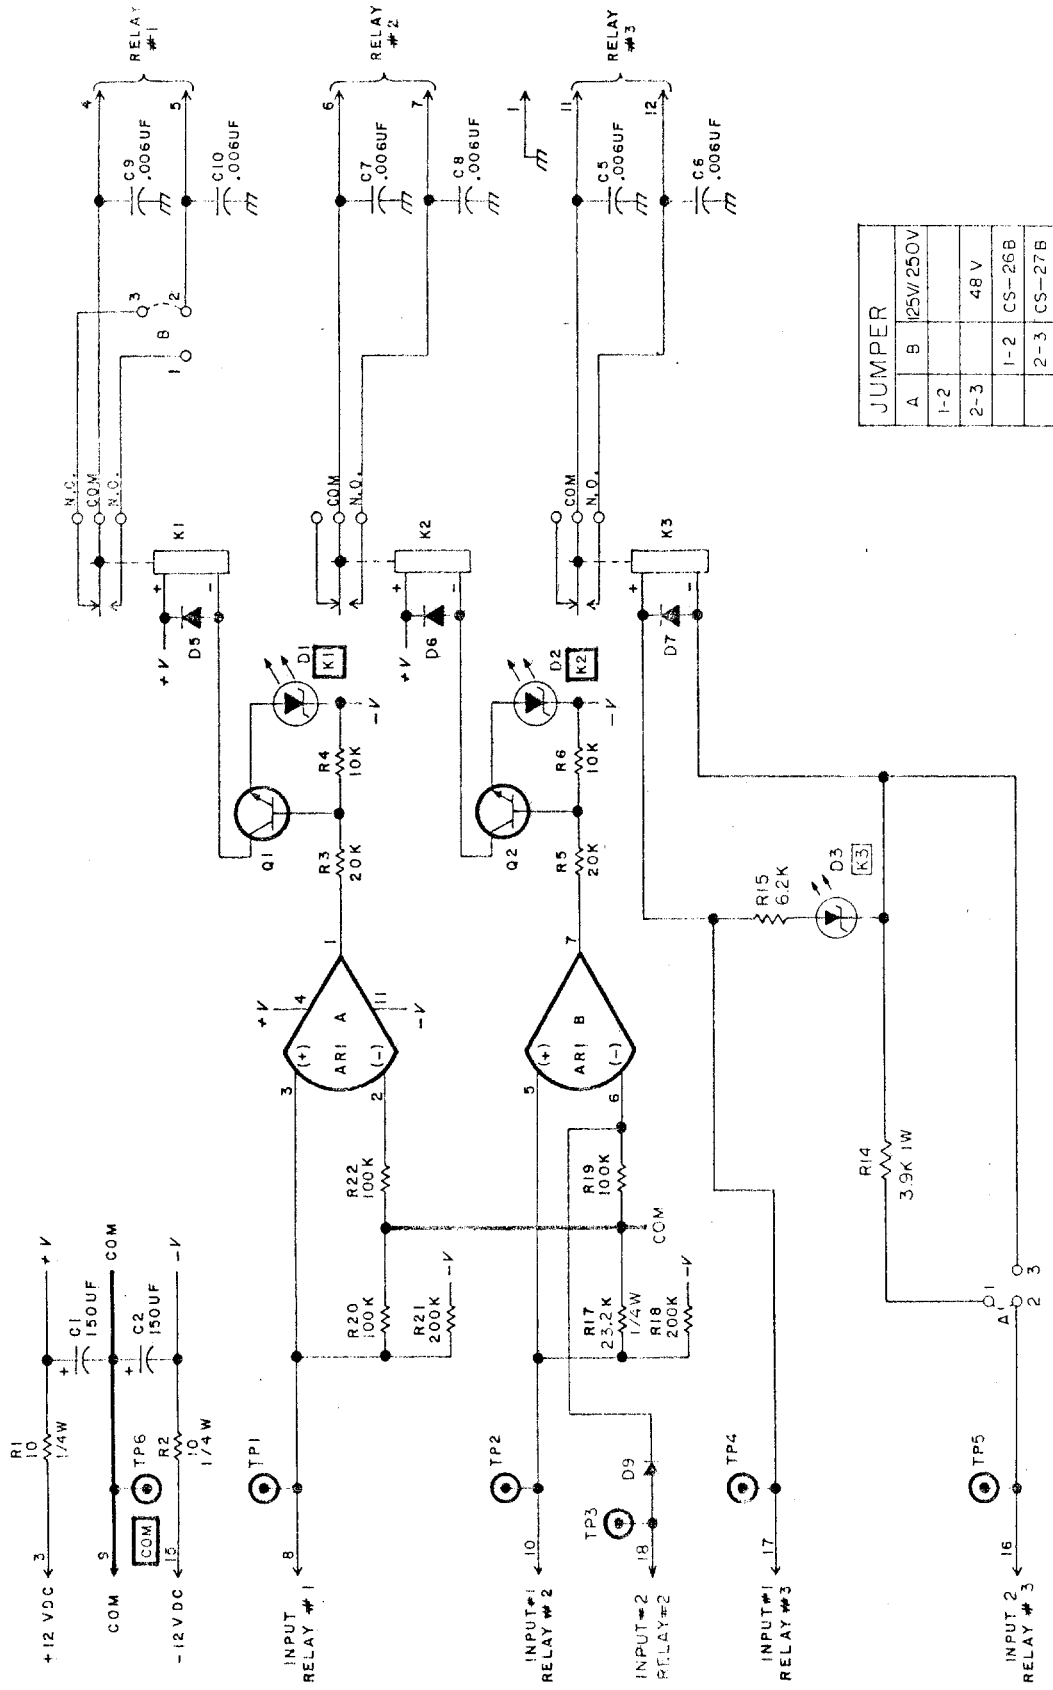 +12 VDC
3
R1
10
1/4W
+V
C1
150UF
COM
9
TP6
COM
COM
C2
150UF
-12VDC
15
R2
10
1/4W
-V
INPUT
RELAY #1
8
TP1
R20
100K
R21
200K
-V
R22
100K
3
2
(+)
(-)
AR1 A
+V
4
11
-V
1
R3
20K
R4
10K
-V
Q1
D1
K1
+V
D5
+
-
K1
N.C.
COM
N.O.
3
B
2
1
C9
.006UF
C10
.006UF
4
5
RELAY
#1
INPUT#1
RELAY #2
10
TP2
INPUT#2
RELAY#2
18
TP3
D9
R17
23.2K
1/4W
R18
200K
-V
COM
R19
100K
5
6
(+)
(-)
AR1 B
7
R5
20K
R6
10K
-V
Q2
D2
K2
+V
D6
+
-
K2
COM
N.O.
C7
.006UF
C8
.006UF
6
7
RELAY
#2
1
INPUT#1
RELAY#3
17
TP4
R15
6.2K
D3
K3
D7
+
-
K3
COM
N.O.
C5
.006UF
C6
.006UF
11
12
RELAY
#3
INPUT 2
RELAY #3
16
TP5
A
1
2
3
R14
3.9K 1W
JUMPER
A B 125V/250V
1-2
2-3 48V
1-2 CS-26B
2-3 CS-27B